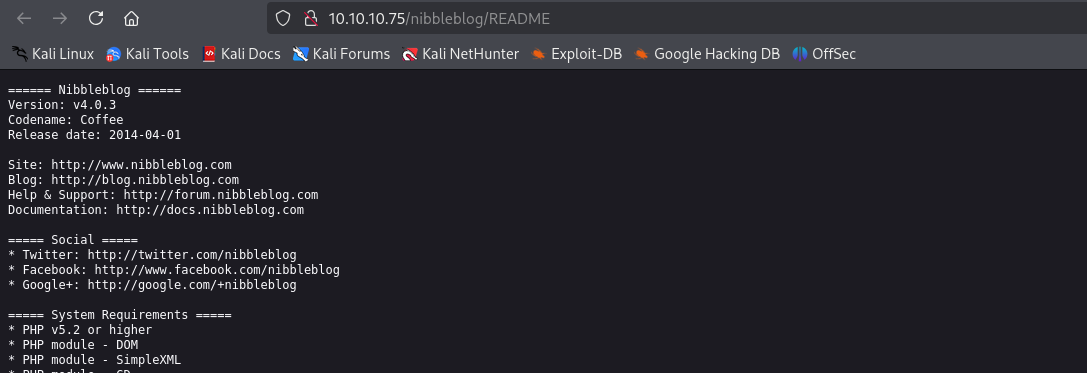 10.10.10.75/nibbleblog/README
Kali Linux Kali Tools Kali Docs Kali Forums Kali NetHunter Exploit-DB Google Hacking DB OffSec
====== Nibbleblog ======
Version: v4.0.3
Codename: Coffee
Release date: 2014-04-01
Site: http://www.nibbleblog.com
Blog: http://blog.nibbleblog.com
Help & Support: http://forum.nibbleblog.com
Documentation: http://docs.nibbleblog.com
===== Social =====
* Twitter: http://twitter.com/nibbleblog
* Facebook: http://www.facebook.com/nibbleblog
* Google+: http://google.com/+nibbleblog
===== System Requirements =====
* PHP v5.2 or higher
* PHP module - DOM
* PHP module - SimpleXML